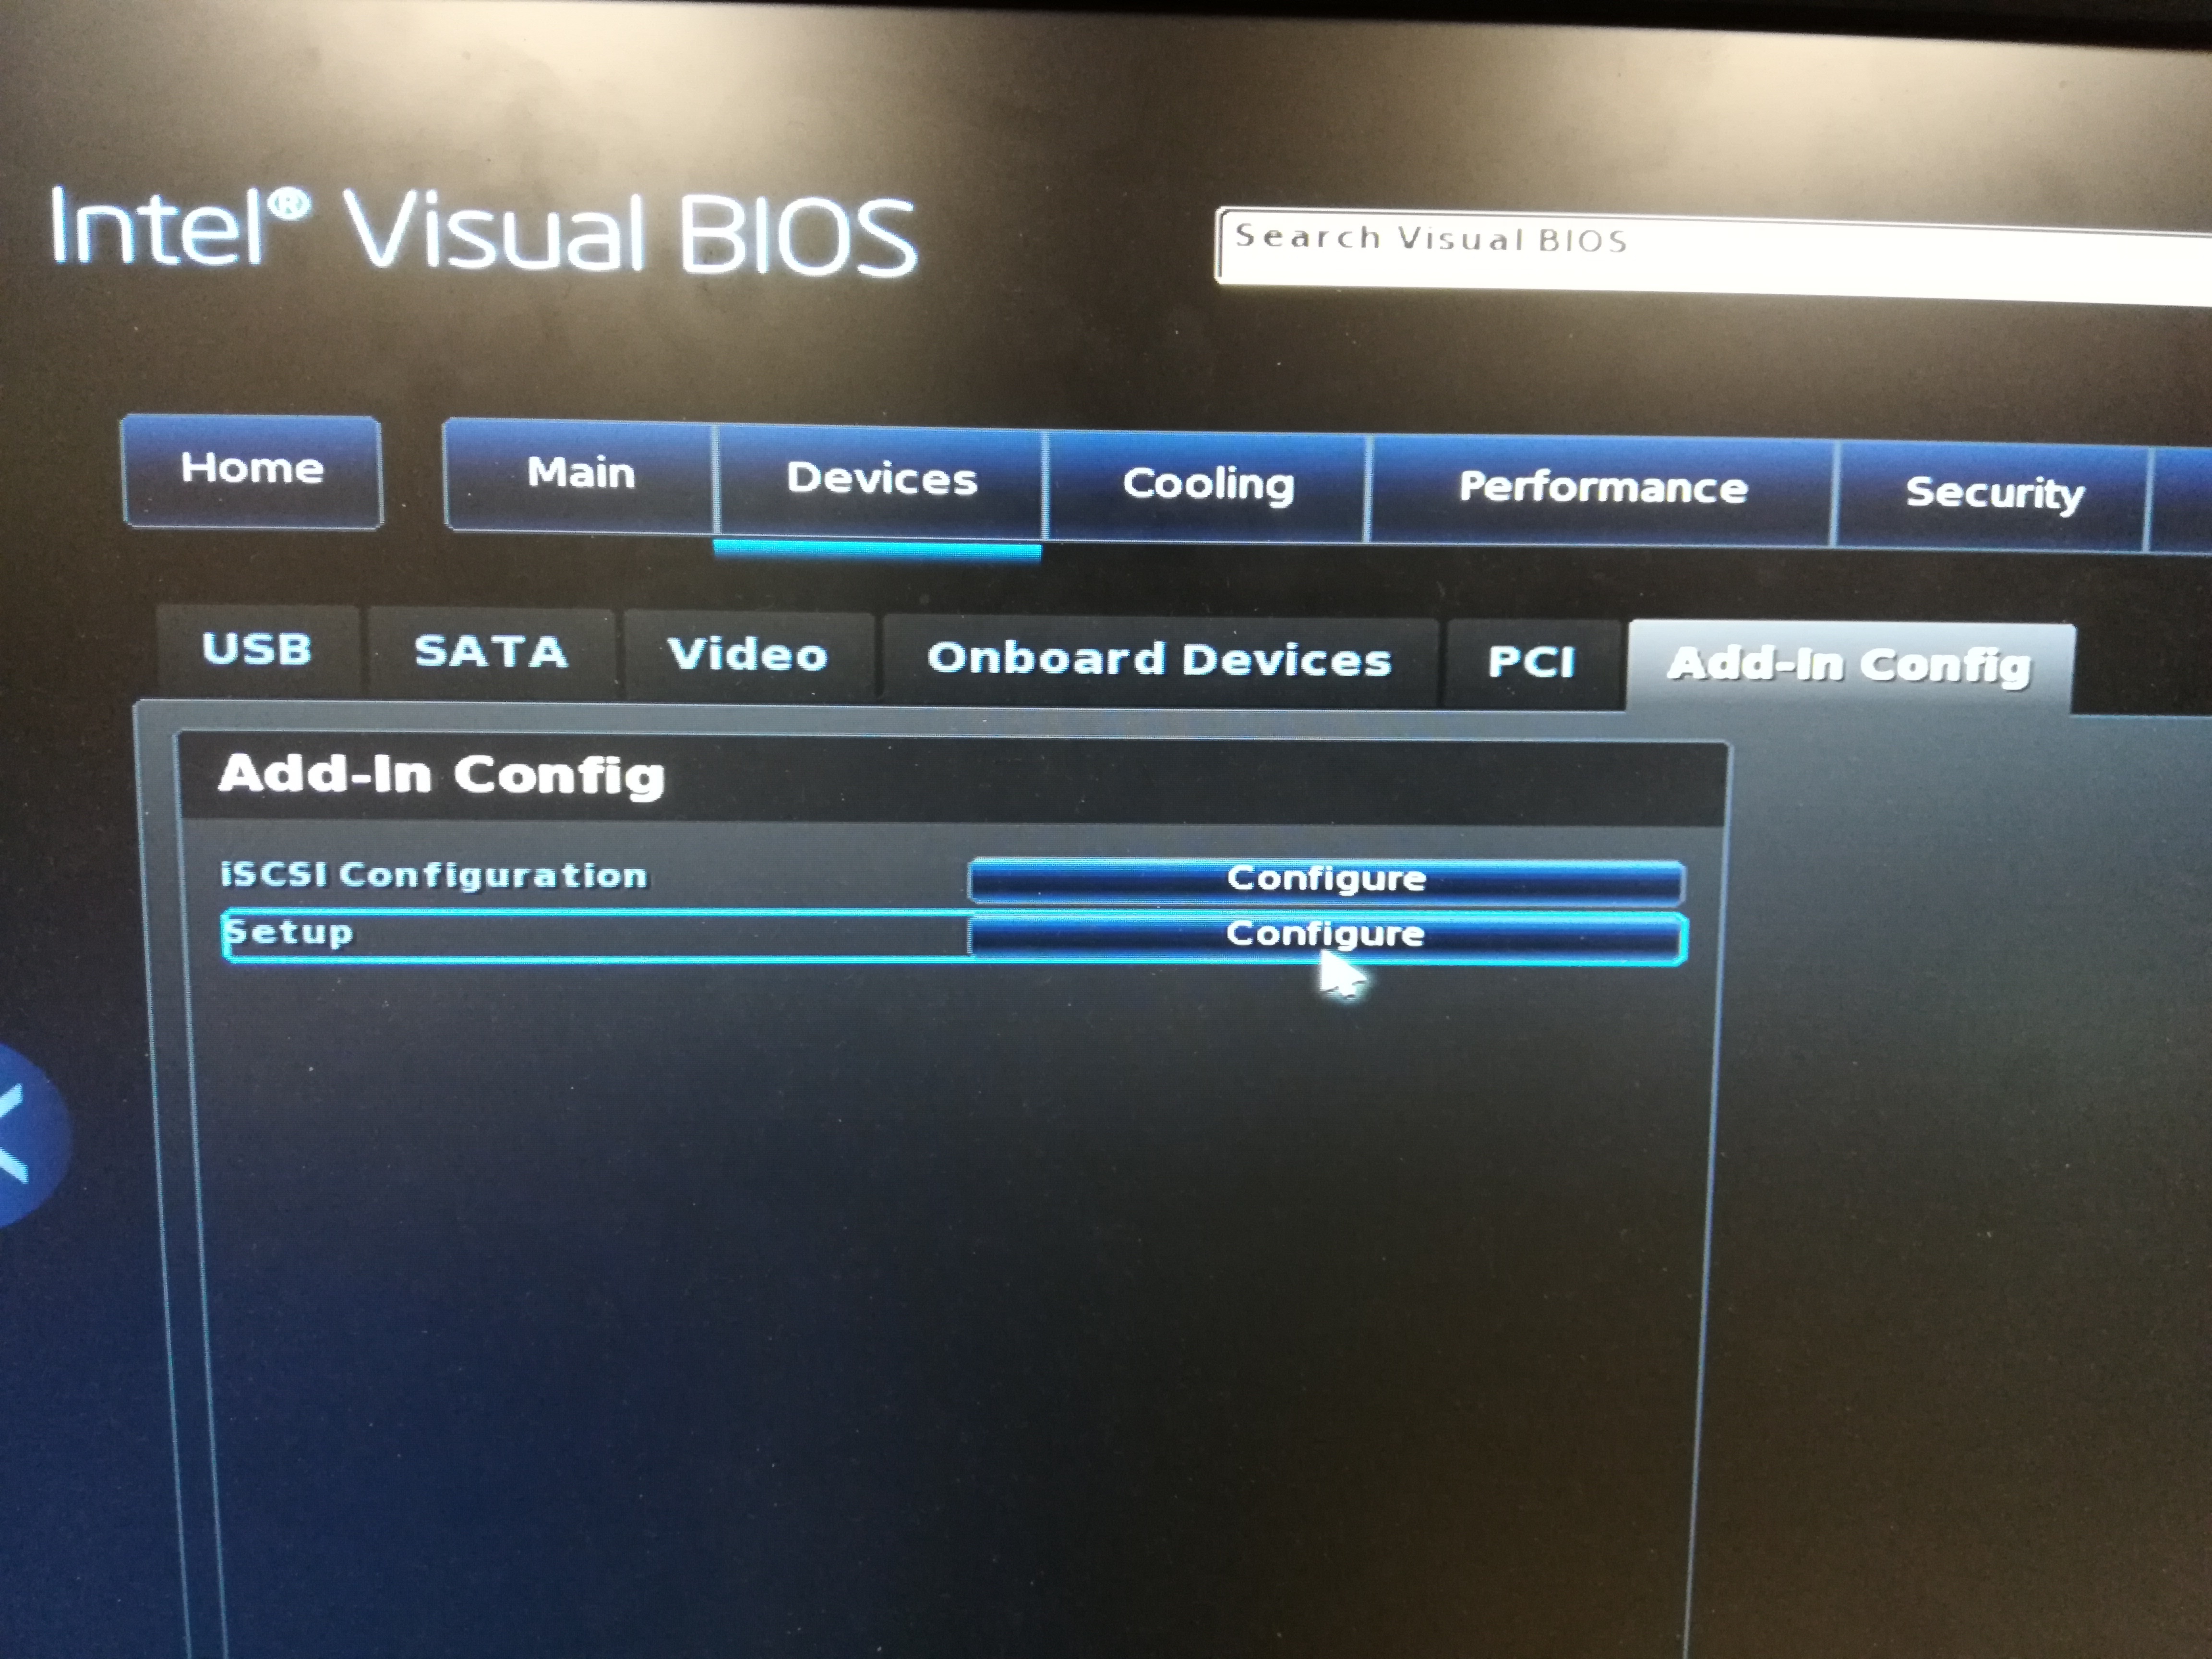 Intel® Visual BIOS
Search Visual BIOS
Home Main Devices Cooling Performance Security
USB SATA Video Onboard Devices PCI Add-In Config
Add-In Config
iSCSI Configuration Configure
Setup Configure